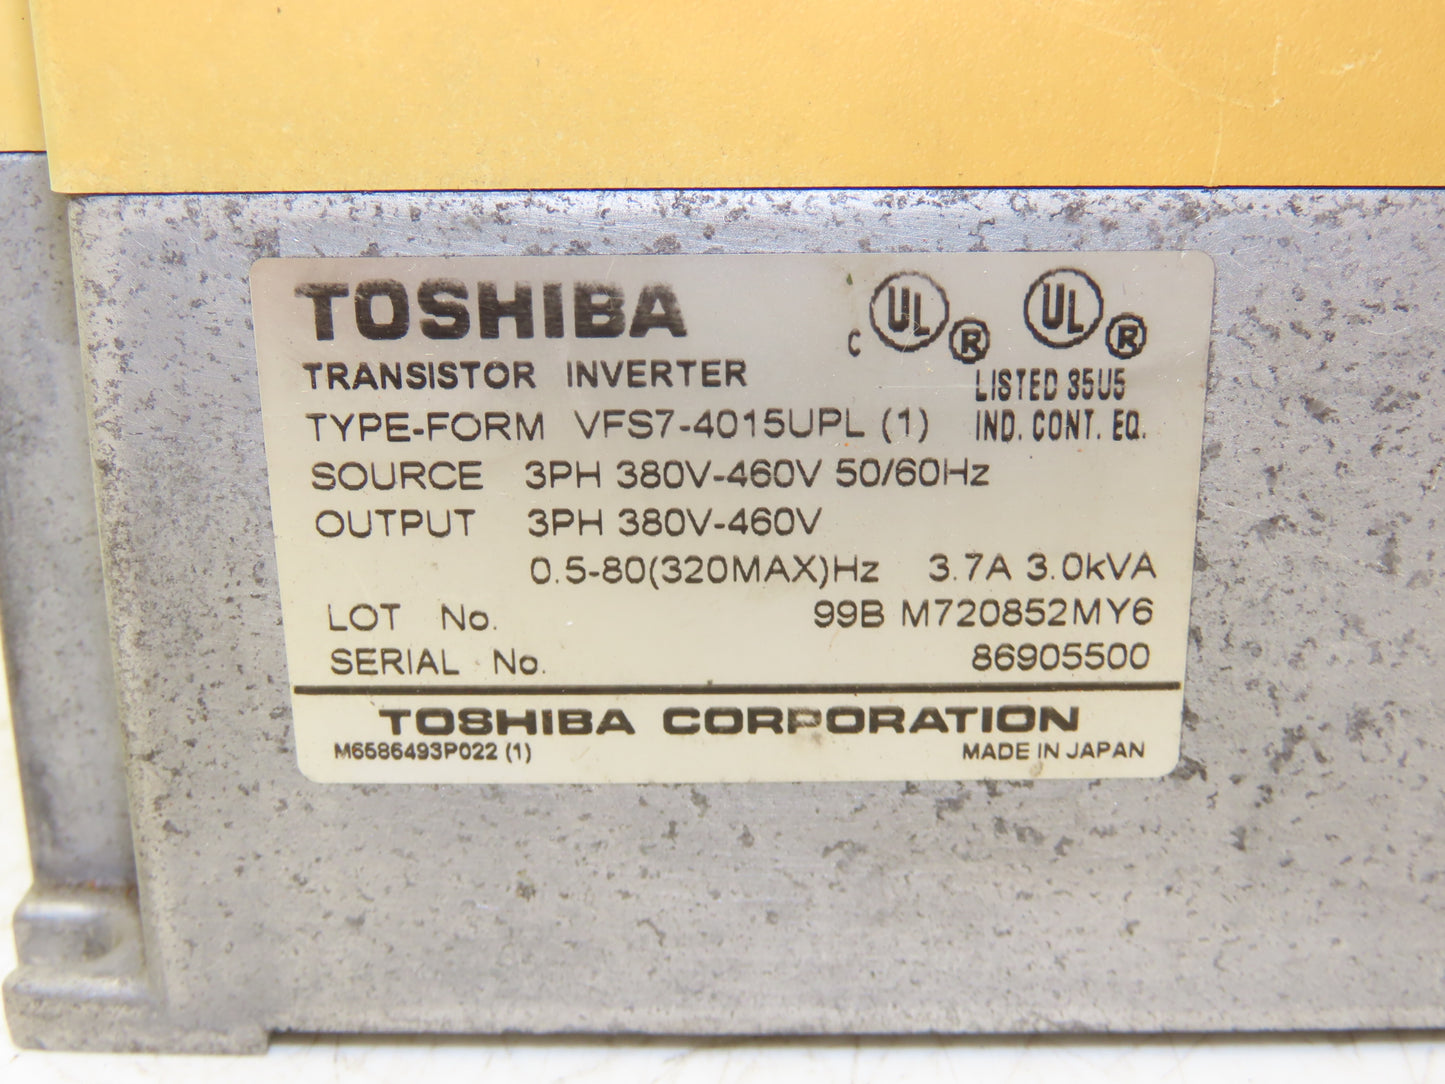 TOSHIBA
c UL R UL R
TRANSISTOR INVERTER
LISTED 35U5
TYPE-FORM VFS7-4015UPL (1)
IND. CONT. EQ.
SOURCE 3PH 380V-460V 50/60Hz
OUTPUT 3PH 380V-460V
0.5-80(320MAX)Hz 3.7A 3.0kVA
LOT No. 99B M720852MY6
SERIAL No. 86905500
TOSHIBA CORPORATION
M6586493P022 (1) MADE IN JAPAN